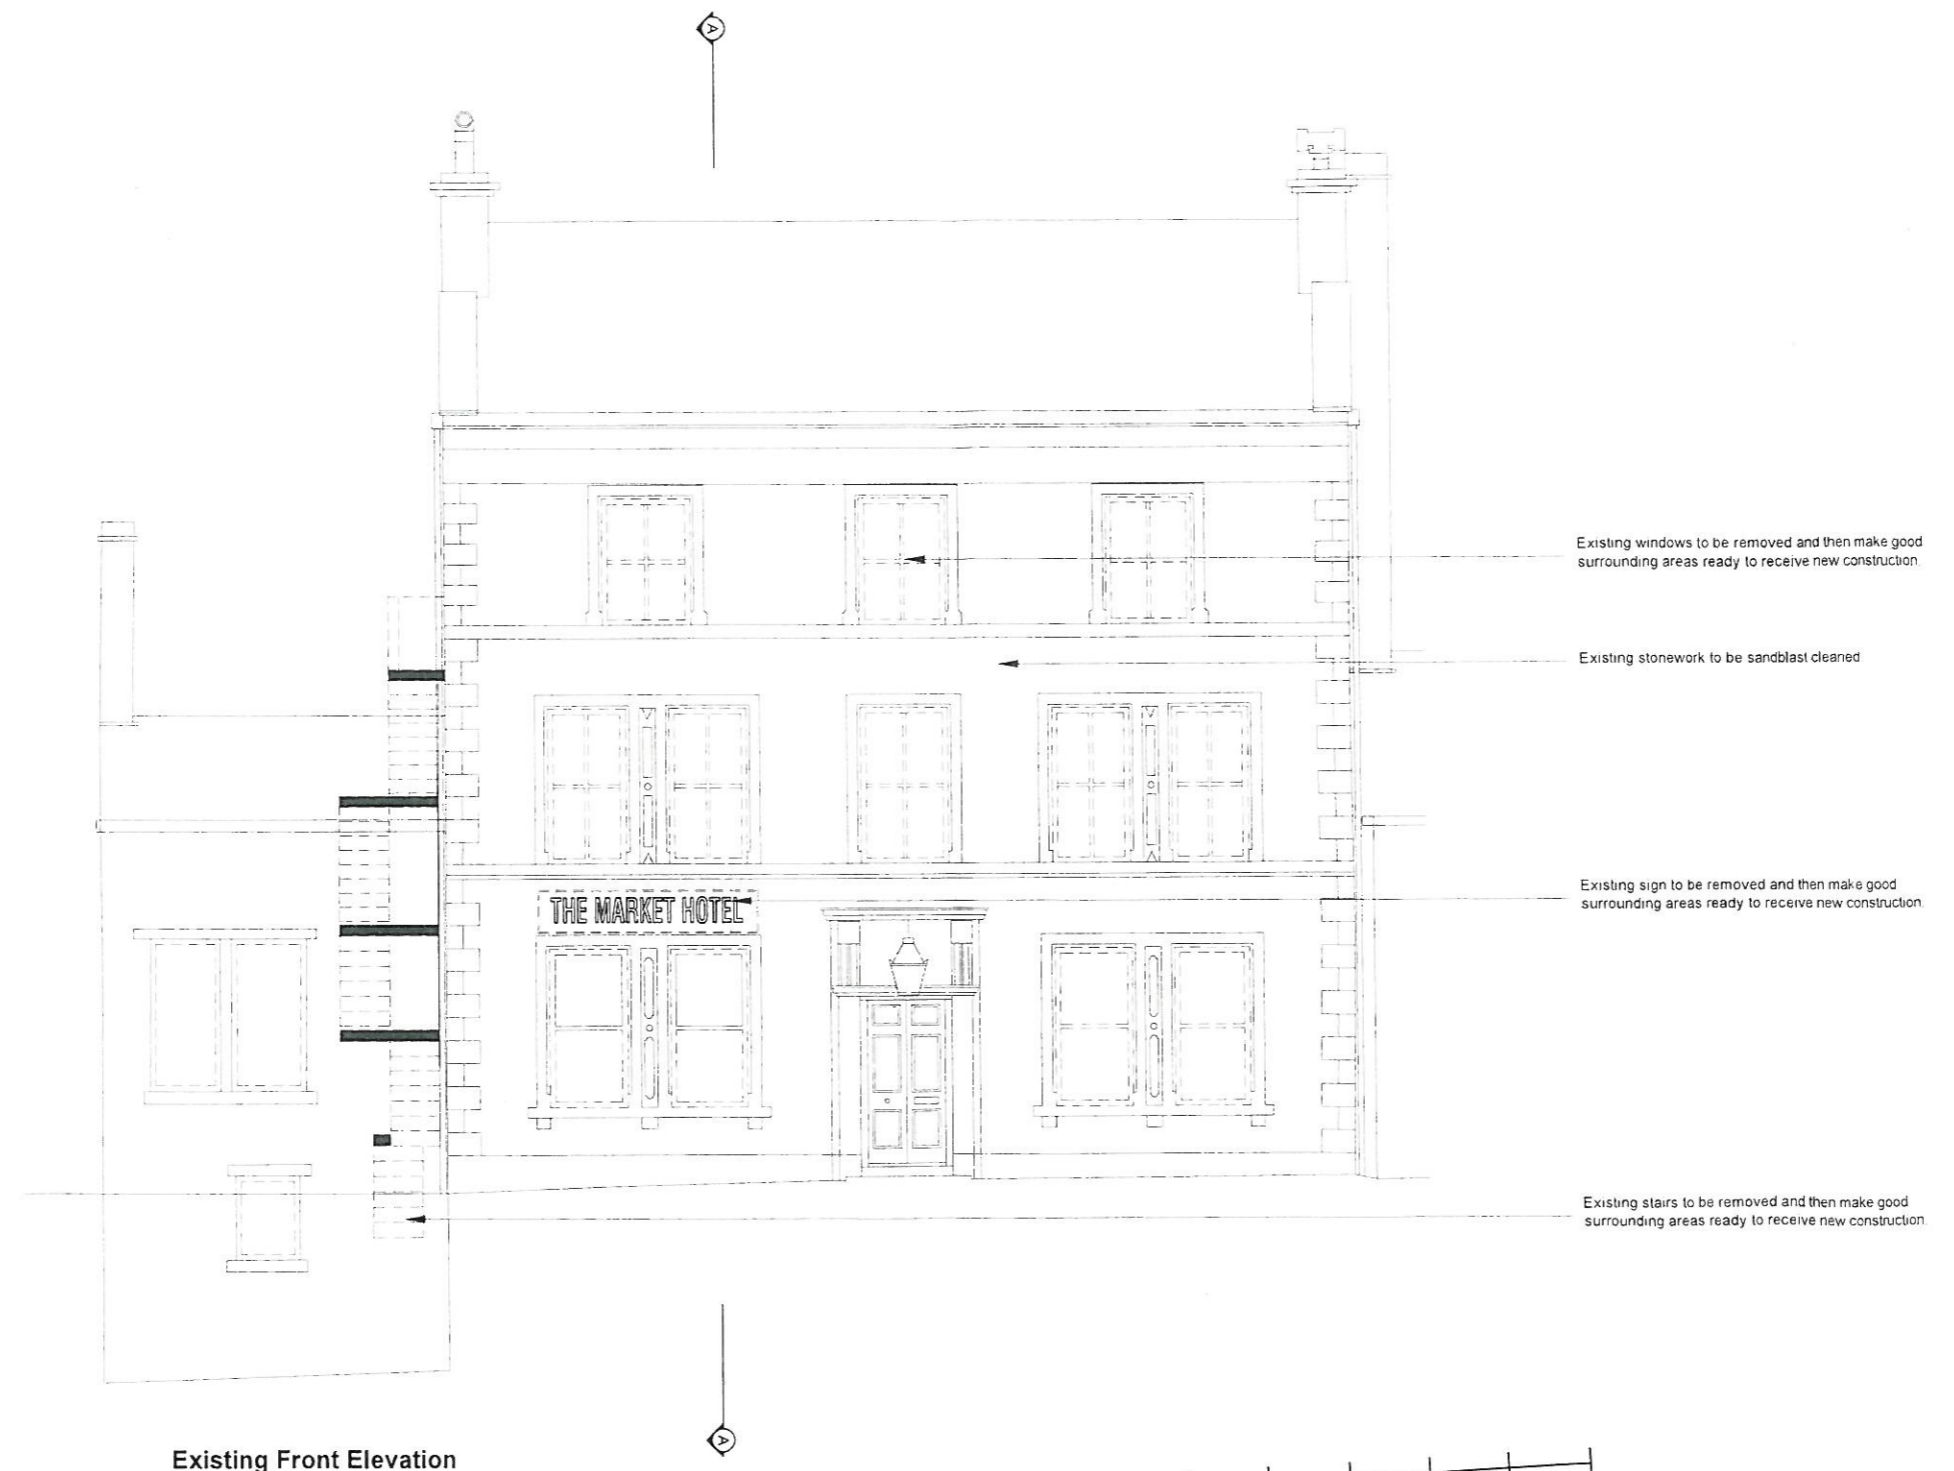 A
Existing windows to be removed and then make good
surrounding areas ready to receive new construction.
Existing stonework to be sandblast cleaned
Existing sign to be removed and then make good
surrounding areas ready to receive new construction.
THE MARKET HOTEL
Existing stairs to be removed and then make good
surrounding areas ready to receive new construction.
A
Existing Front Elevation